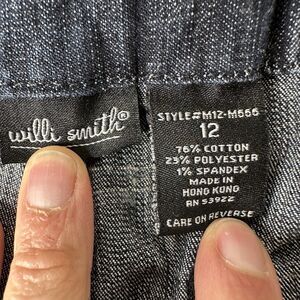 willi smith®
STYLE#M12-M566
12
76% COTTON
23% POLYESTER
1% SPANDEX
MADE IN
HONG KONG
RN 53922
CARE ON REVERSE